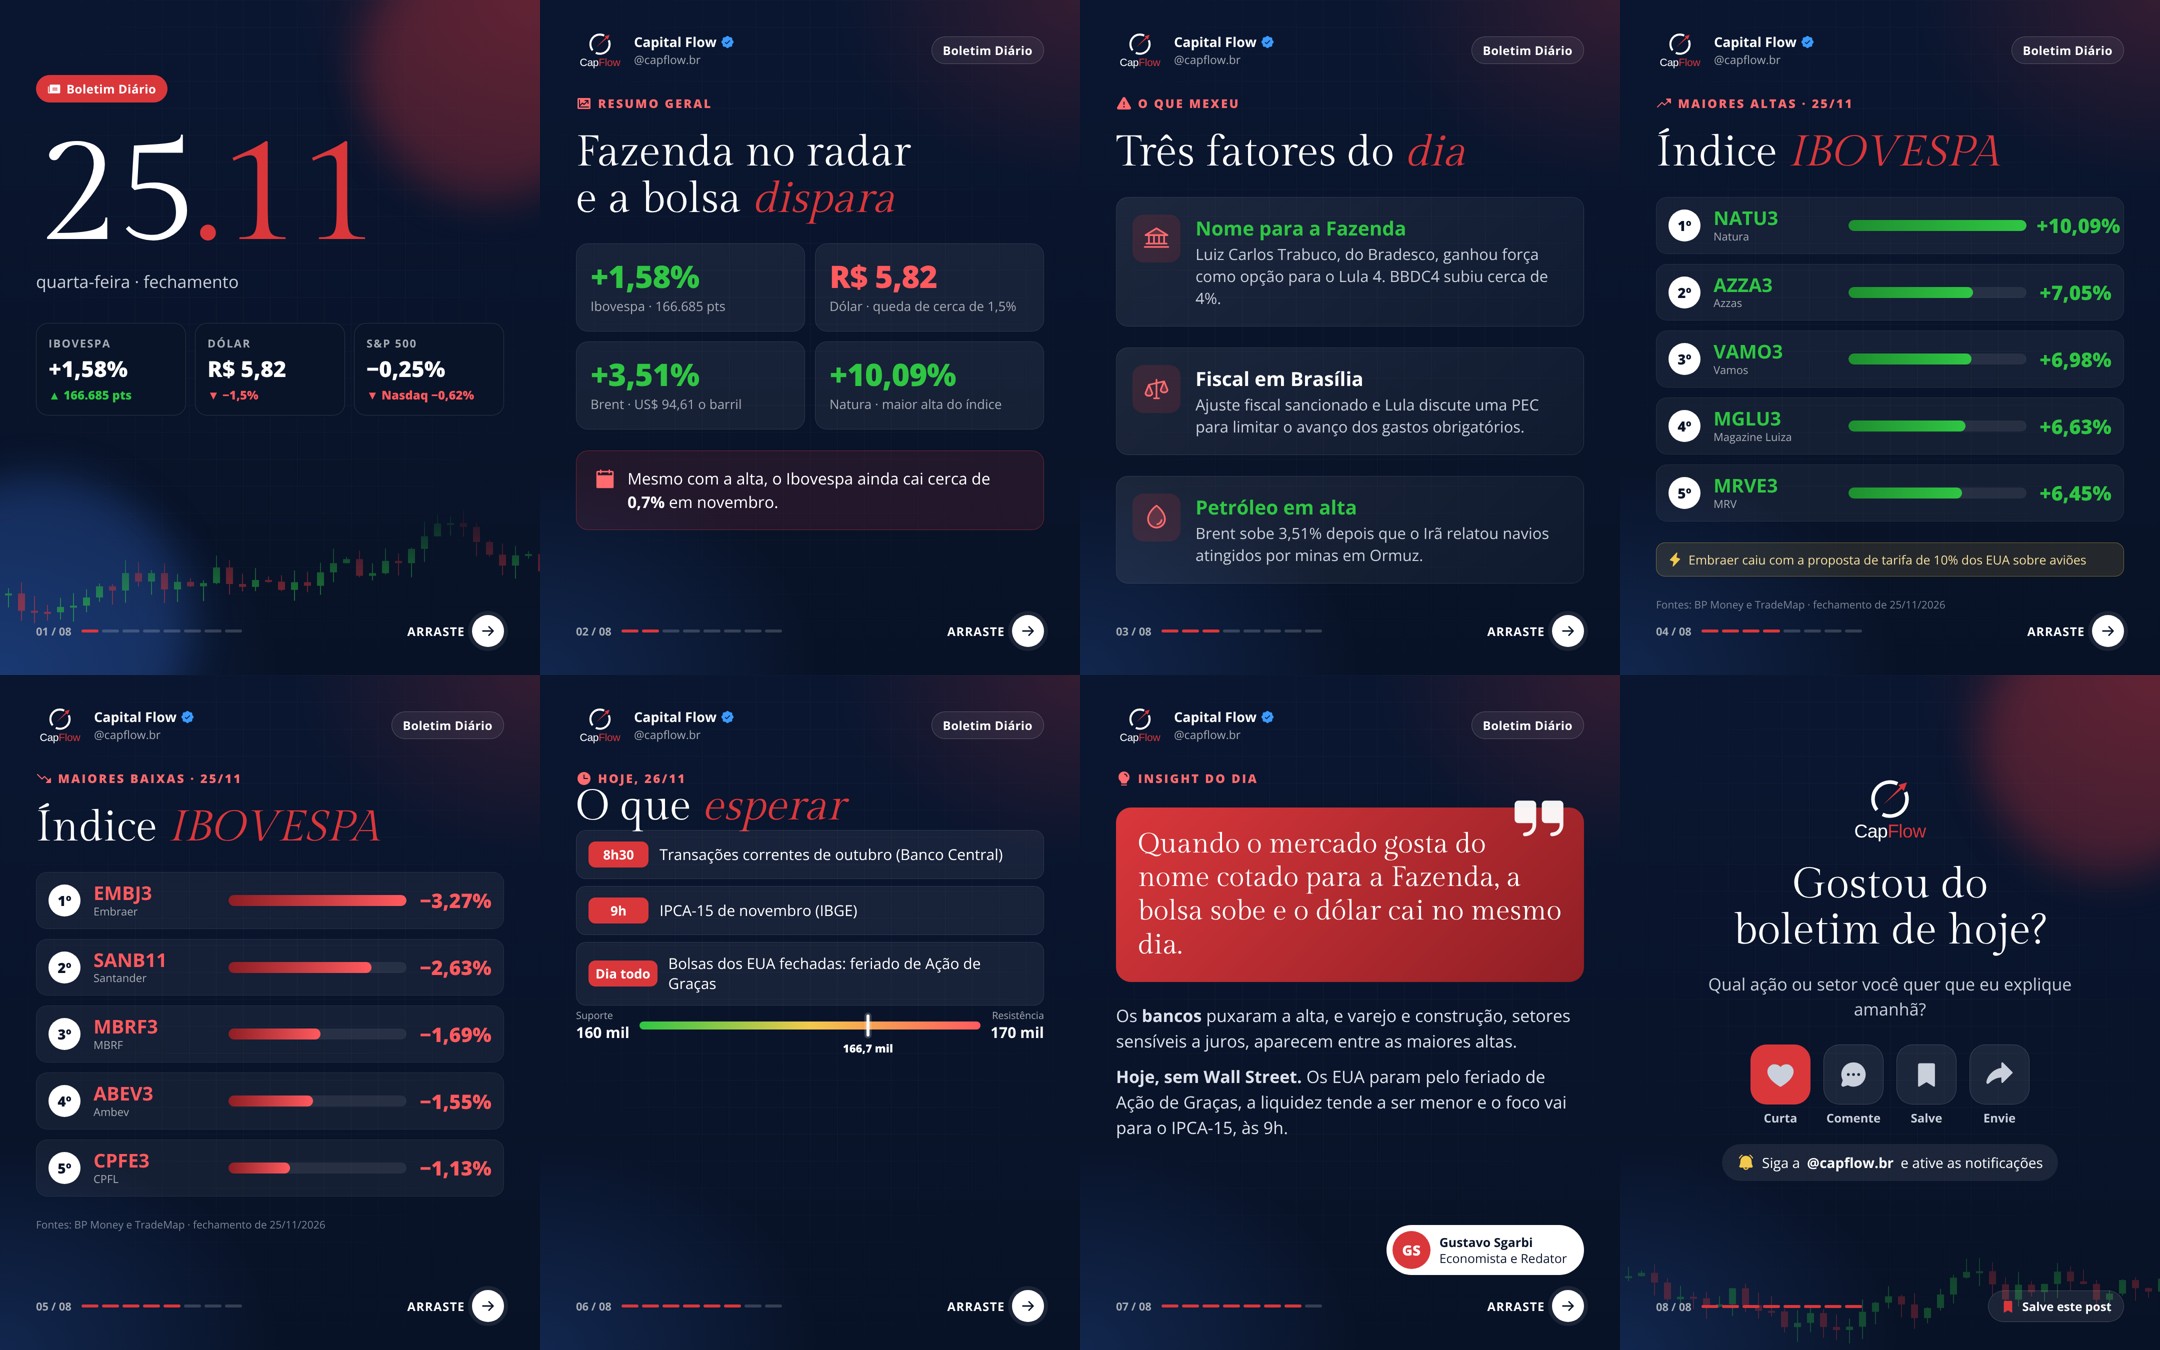 Boletim Diário
25.11
quarta-feira · fechamento
IBOVESPA
+1,58%
▲ 166.685 pts
DÓLAR
R$ 5,82
▼ −1,5%
S&P 500
−0,25%
▼ Nasdaq −0,62%
01 / 08
ARRASTE
CapFlow
Capital Flow
@capflow.br
Boletim Diário
RESUMO GERAL
Fazenda no radar
e a bolsa dispara
+1,58%
Ibovespa · 166.685 pts
R$ 5,82
Dólar · queda de cerca de 1,5%
+3,51%
Brent · US$ 94,61 o barril
+10,09%
Natura · maior alta do índice
Mesmo com a alta, o Ibovespa ainda cai cerca de
0,7% em novembro.
02 / 08
ARRASTE
CapFlow
Capital Flow
@capflow.br
Boletim Diário
O QUE MEXEU
Três fatores do dia
Nome para a Fazenda
Luiz Carlos Trabuco, do Bradesco, ganhou força
como opção para o Lula 4. BBDC4 subiu cerca de
4%.
Fiscal em Brasília
Ajuste fiscal sancionado e Lula discute uma PEC
para limitar o avanço dos gastos obrigatórios.
Petróleo em alta
Brent sobe 3,51% depois que o Irã relatou navios
atingidos por minas em Ormuz.
03 / 08
ARRASTE
CapFlow
Capital Flow
@capflow.br
Boletim Diário
MAIORES ALTAS · 25/11
Índice IBOVESPA
1º
NATU3
Natura
+10,09%
2º
AZZA3
Azzas
+7,05%
3º
VAMO3
Vamos
+6,98%
4º
MGLU3
Magazine Luiza
+6,63%
5º
MRVE3
MRV
+6,45%
Embraer caiu com a proposta de tarifa de 10% dos EUA sobre aviões
Fontes: BP Money e TradeMap · fechamento de 25/11/2026
04 / 08
ARRASTE
CapFlow
Capital Flow
@capflow.br
Boletim Diário
MAIORES BAIXAS · 25/11
Índice IBOVESPA
1º
EMBJ3
Embraer
−3,27%
2º
SANB11
Santander
−2,63%
3º
MBRF3
MBRF
−1,69%
4º
ABEV3
Ambev
−1,55%
5º
CPFE3
CPFL
−1,13%
Fontes: BP Money e TradeMap · fechamento de 25/11/2026
05 / 08
ARRASTE
CapFlow
Capital Flow
@capflow.br
Boletim Diário
HOJE, 26/11
O que esperar
8h30
Transações correntes de outubro (Banco Central)
9h
IPCA-15 de novembro (IBGE)
Dia todo
Bolsas dos EUA fechadas: feriado de Ação de
Graças
Suporte
160 mil
166,7 mil
Resistência
170 mil
06 / 08
ARRASTE
CapFlow
Capital Flow
@capflow.br
Boletim Diário
INSIGHT DO DIA
Quando o mercado gosta do
nome cotado para a Fazenda, a
bolsa sobe e o dólar cai no mesmo
dia.
Os bancos puxaram a alta, e varejo e construção, setores
sensíveis a juros, aparecem entre as maiores altas.
Hoje, sem Wall Street. Os EUA param pelo feriado de
Ação de Graças, a liquidez tende a ser menor e o foco vai
para o IPCA-15, às 9h.
GS
Gustavo Sgarbi
Economista e Redator
07 / 08
ARRASTE
CapFlow
Gostou do
boletim de hoje?
Qual ação ou setor você quer que eu explique
amanhã?
Curta
Comente
Salve
Envie
Siga a @capflow.br e ative as notificações
08 / 08
Salve este post